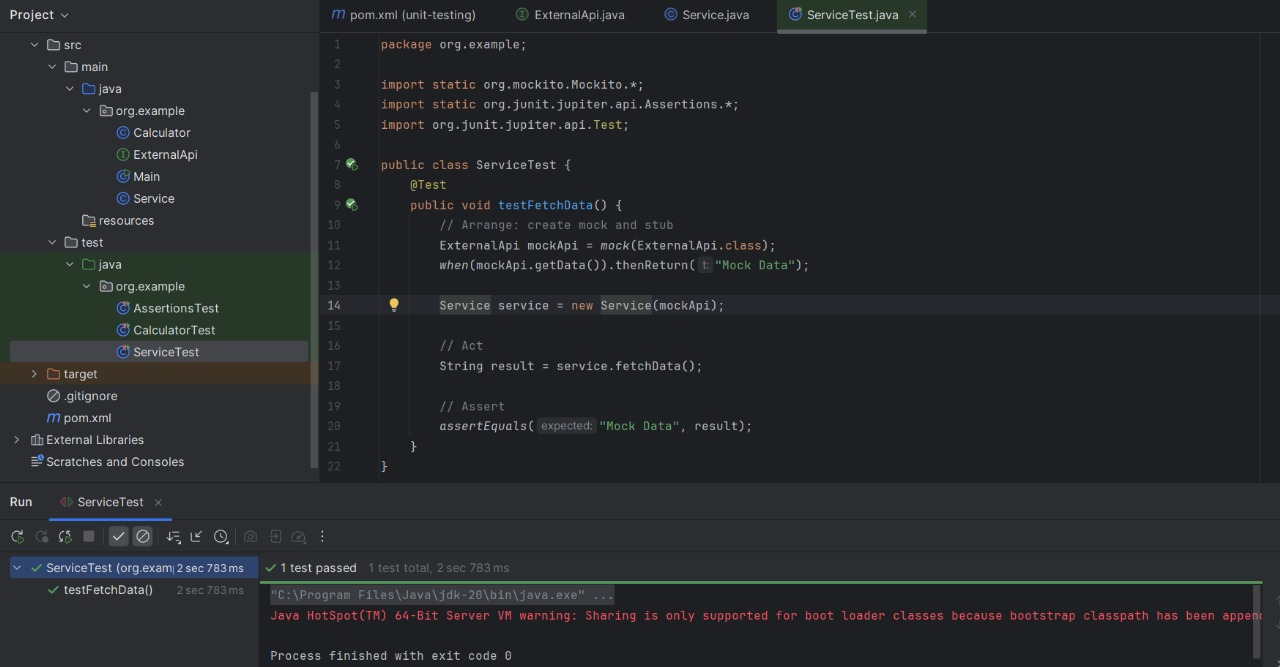 Project
pom.xml (unit-testing)
ExternalApi.java
Service.java
ServiceTest.java
src
main
java
org.example
Calculator
ExternalApi
Main
Service
resources
test
java
org.example
AssertionsTest
CalculatorTest
ServiceTest
target
.gitignore
pom.xml
External Libraries
Scratches and Consoles
1 package org.example;
2
3 import static org.mockito.Mockito.*;
4 import static org.junit.jupiter.api.Assertions.*;
5 import org.junit.jupiter.api.Test;
6
7 public class ServiceTest {
8 @Test
9 public void testFetchData() {
10 // Arrange: create mock and stub
11 ExternalApi mockApi = mock(ExternalApi.class);
12 when(mockApi.getData()).thenReturn( t: "Mock Data");
13
14 Service service = new Service(mockApi);
15
16 // Act
17 String result = service.fetchData();
18
19 // Assert
20 assertEquals( expected: "Mock Data", result);
21 }
22 }
Run ServiceTest
ServiceTest (org.exam 2 sec 783 ms
testFetchData() 2 sec 783 ms
1 test passed 1 test total, 2 sec 783 ms
"C:\Program Files\Java\jdk-20\bin\java.exe" ...
Java HotSpot(TM) 64-Bit Server VM warning: Sharing is only supported for boot loader classes because bootstrap classpath has been appen
Process finished with exit code 0